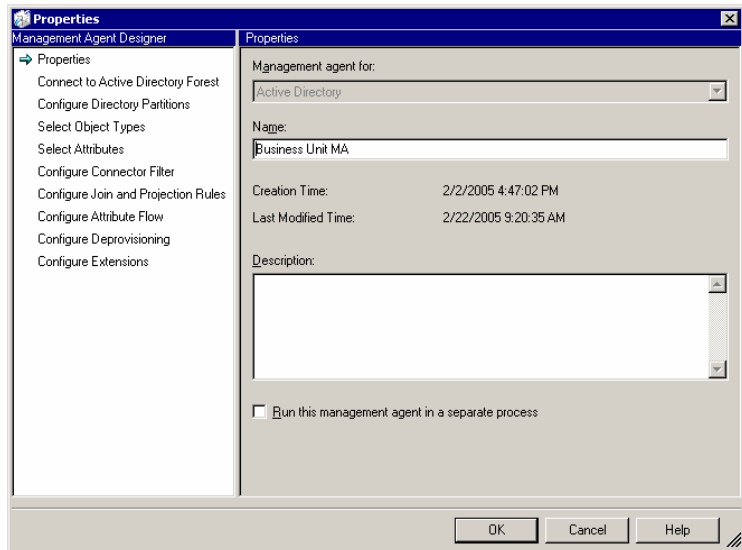 Properties
Management Agent Designer
Properties
Connect to Active Directory Forest
Configure Directory Partitions
Select Object Types
Select Attributes
Configure Connector Filter
Configure Join and Projection Rules
Configure Attribute Flow
Configure Deprovisioning
Configure Extensions
Properties
Management agent for:
Active Directory
Name:
Business Unit MA
Creation Time: 2/2/2005 4:47:02 PM
Last Modified Time: 2/22/2005 9:20:35 AM
Description:
Run this management agent in a separate process
OK Cancel Help